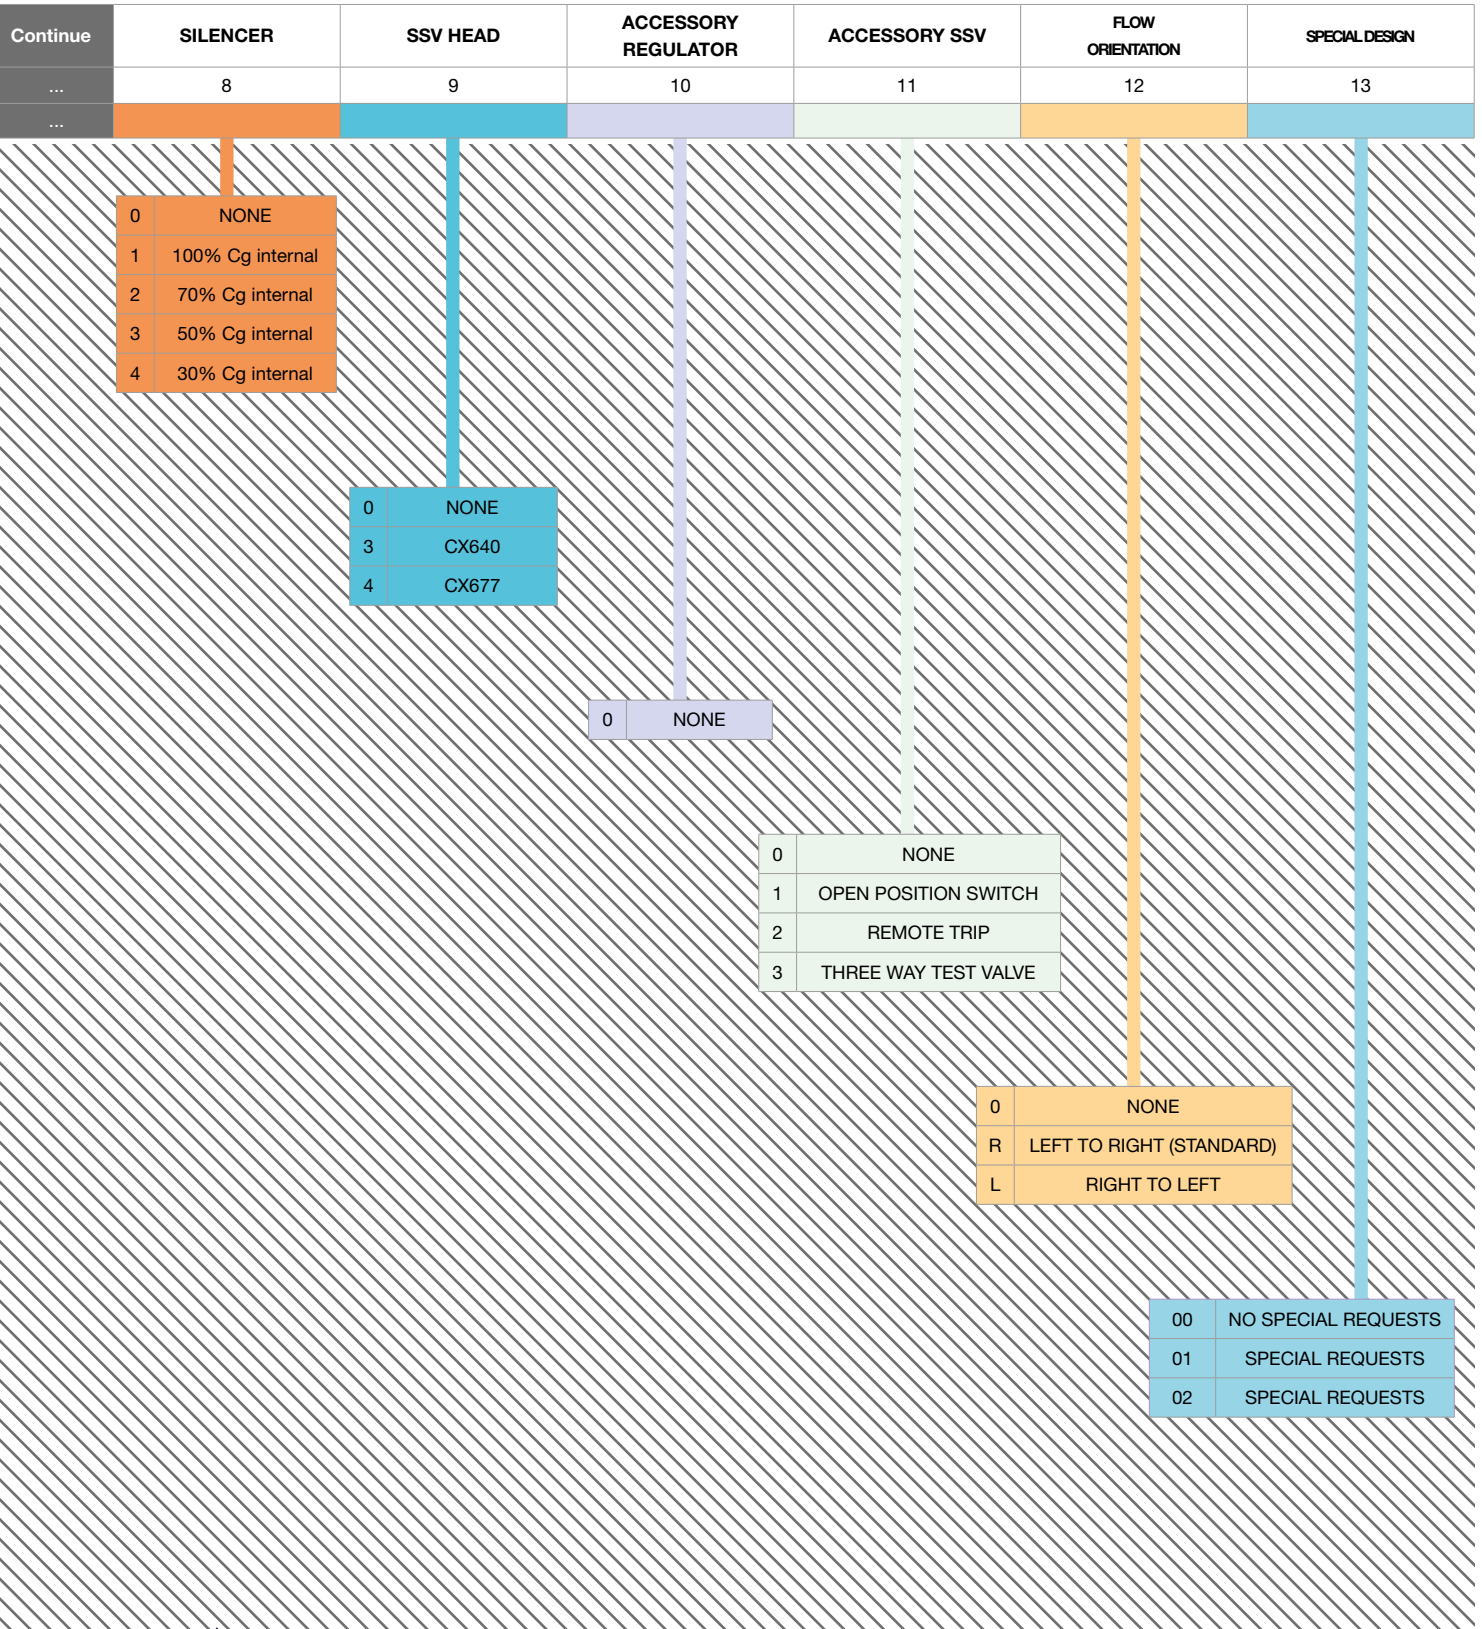 Continue SILENCER SSV HEAD ACCESSORY REGULATOR ACCESSORY SSV FLOW ORIENTATION SPECIAL DESIGN
... 8 9 10 11 12 13
...
0 NONE
1 100% Cg internal
2 70% Cg internal
3 50% Cg internal
4 30% Cg internal
0 NONE
3 CX640
4 CX677
0 NONE
0 NONE
1 OPEN POSITION SWITCH
2 REMOTE TRIP
3 THREE WAY TEST VALVE
0 NONE
R LEFT TO RIGHT (STANDARD)
L RIGHT TO LEFT
00 NO SPECIAL REQUESTS
01 SPECIAL REQUESTS
02 SPECIAL REQUESTS